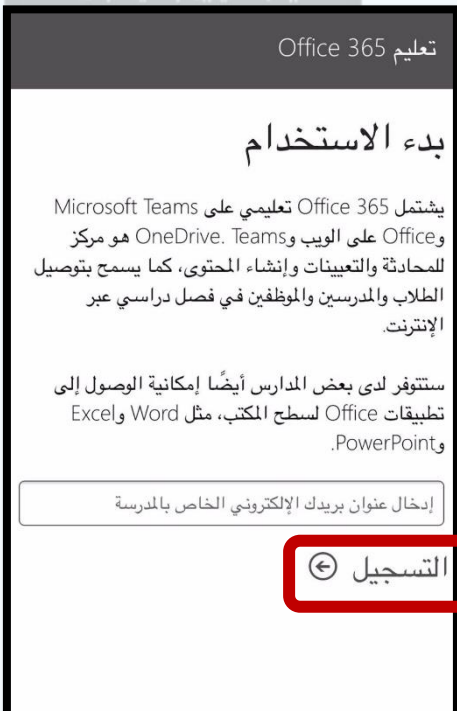 تعليم Office 365
بدء الاستخدام
يشتمل Office 365 تعليمي على Microsoft Teams
وOffice على الويب وOneDrive. Teams هو مركز
للمحادثة والتعيينات وإنشاء المحتوى، كما يسمح بتوصيل
الطلاب والمدرسين والموظفين في فصل دراسي عبر
الإنترنت.
ستتوفر لدى بعض المدارس أيضًا إمكانية الوصول إلى
تطبيقات Office لسطح المكتب، مثل Word وExcel
وPowerPoint.
إدخال عنوان بريدك الإلكتروني الخاص بالمدرسة
التسجيل